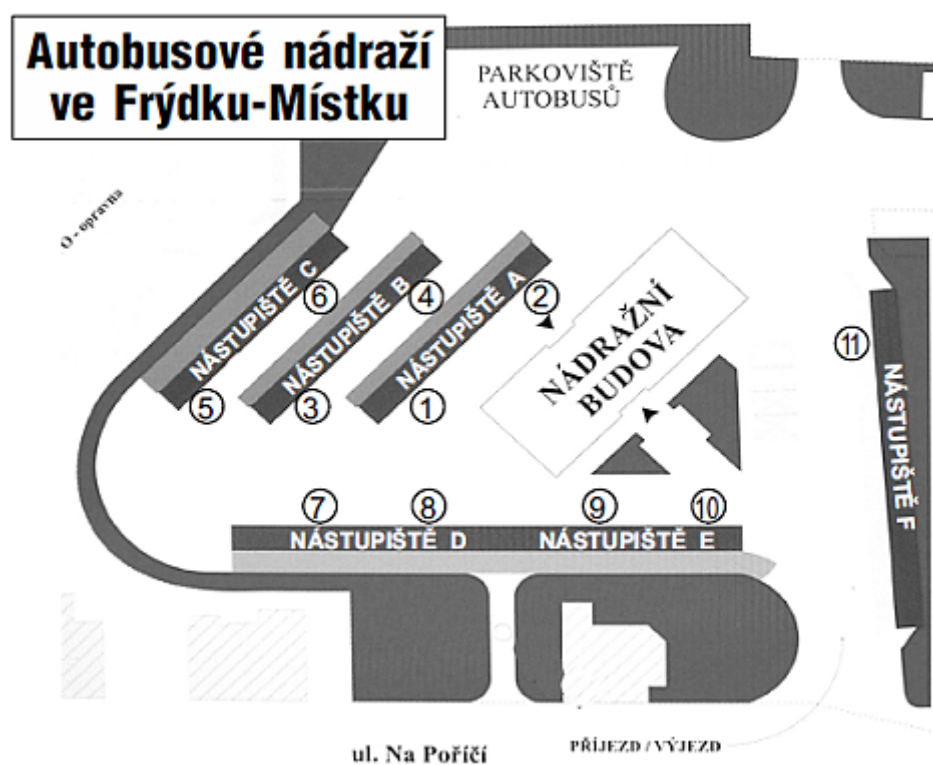 Autobusové nádraží
ve Frýdku-Místku
PARKOVIŠTĚ
AUTOBUSŮ
O - opravna
NÁSTUPIŠTĚ C
6
5
NÁSTUPIŠTĚ B
4
3
NÁSTUPIŠTĚ A
2
1
NÁDRAŽNÍ
BUDOVA
11
NÁSTUPIŠTĚ F
7
8
9
10
NÁSTUPIŠTĚ D
NÁSTUPIŠTĚ E
ul. Na Poříčí
PŘÍJEZD / VÝJEZD